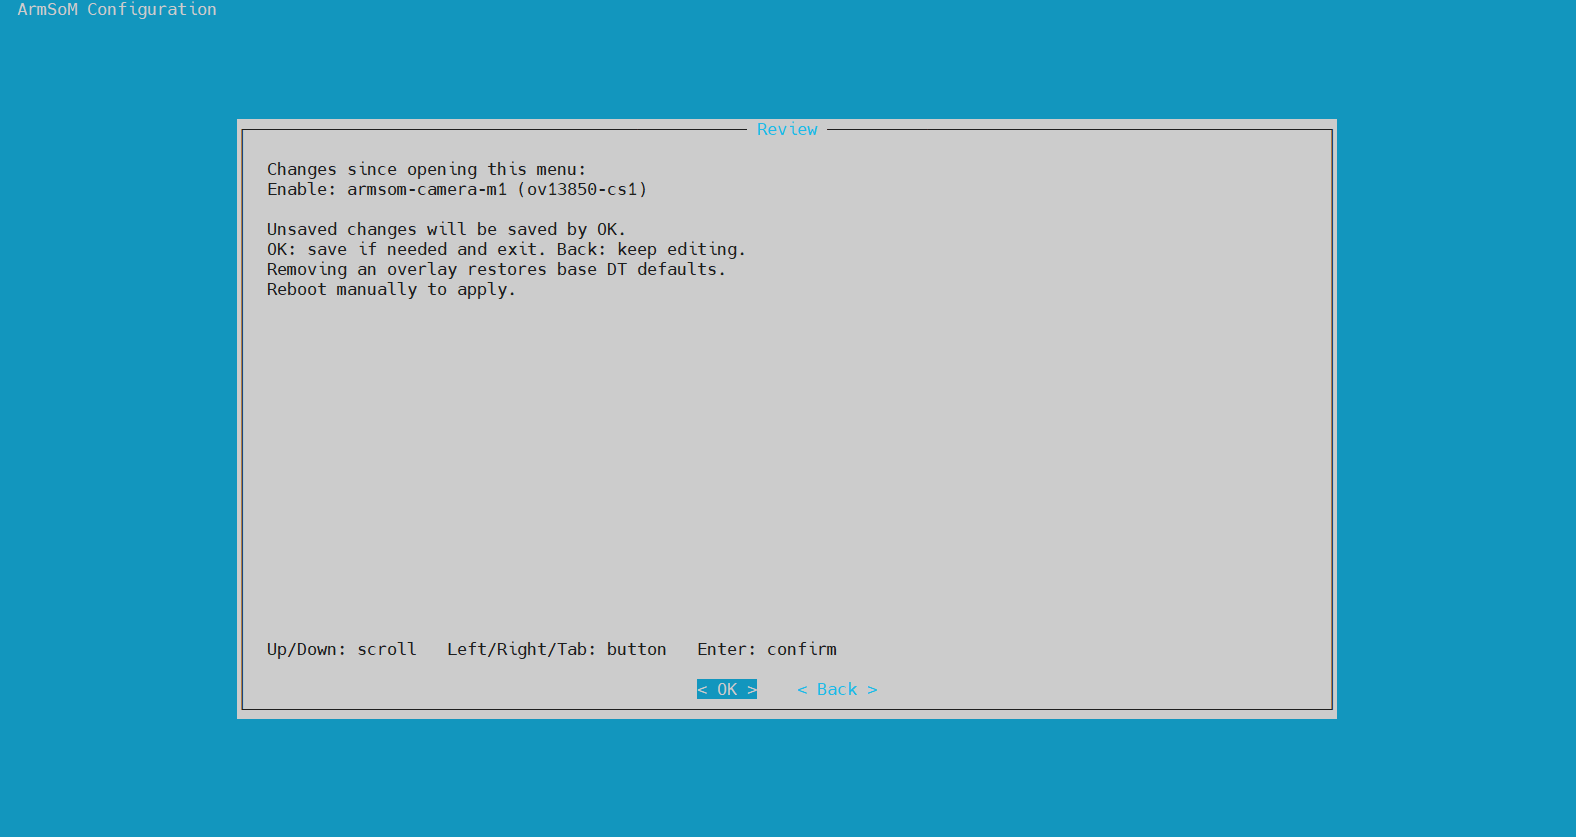 ArmSoM Configuration
Review
Changes since opening this menu:
Enable: armsom-camera-m1 (ov13850-cs1)
Unsaved changes will be saved by OK.
OK: save if needed and exit. Back: keep editing.
Removing an overlay restores base DT defaults.
Reboot manually to apply.
Up/Down: scroll   Left/Right/Tab: button   Enter: confirm
< OK >    < Back >